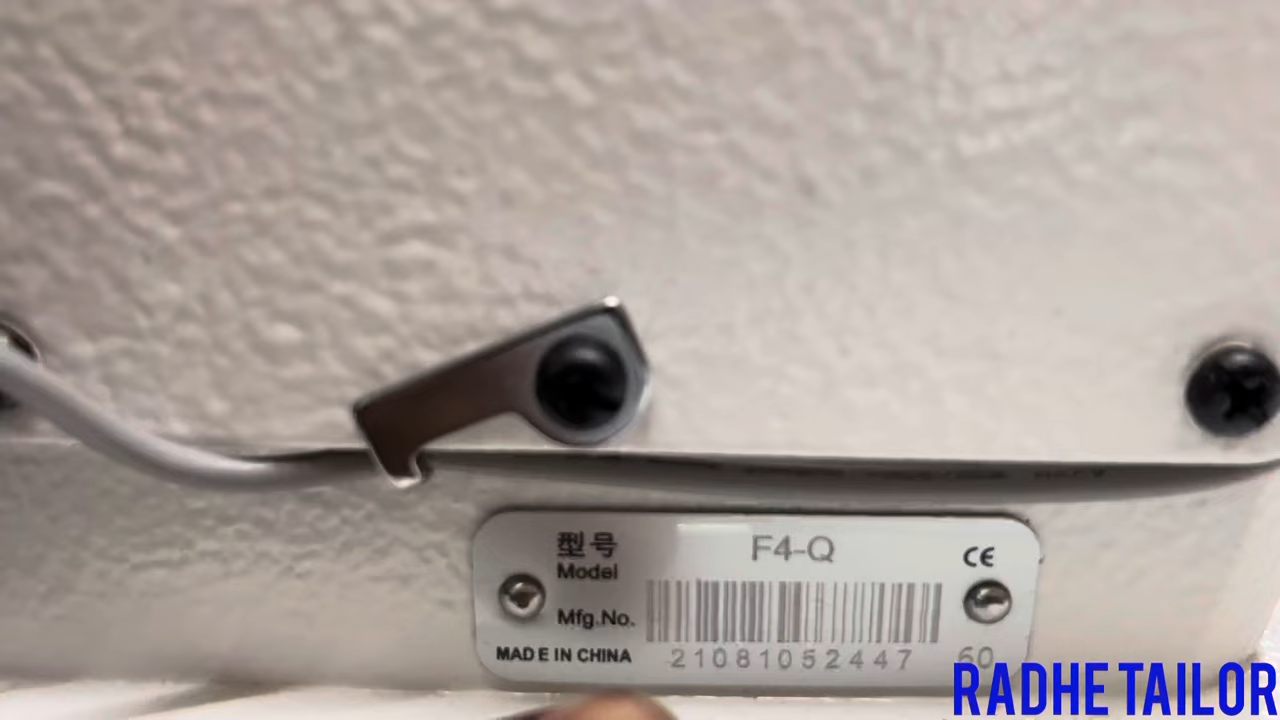 型号 F4-Q CE
Model
Mfg.No.
MADE IN CHINA 21081052447 60
RADHE TAILOR